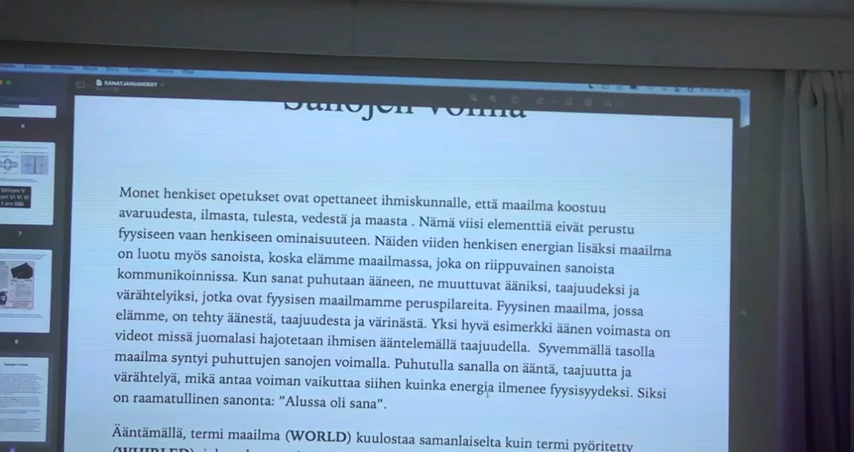 SANATJANUMEROT
Sanojen voima
Monet henkiset opetukset ovat opettaneet ihmiskunnalle, että maailma koostuu
avaruudesta, ilmasta, tulesta, vedestä ja maasta . Nämä viisi elementtiä eivät perustu
fyysiseen vaan henkiseen ominaisuuteen. Näiden viiden henkisen energian lisäksi maailma
on luotu myös sanoista, koska elämme maailmassa, joka on riippuvainen sanoista
kommunikoinnissa. Kun sanat puhutaan ääneen, ne muuttuvat ääniksi, taajuudeksi ja
värähtelyiksi, jotka ovat fyysisen maailmamme peruspilareita. Fyysinen maailma, jossa
elämme, on tehty äänestä, taajuudesta ja värinästä. Yksi hyvä esimerkki äänen voimasta on
videot missä juomalasi hajotetaan ihmisen ääntelemällä taajuudella. Syvemmällä tasolla
maailma syntyi puhuttujen sanojen voimalla. Puhutulla sanalla on ääntä, taajuutta ja
värähtelyä, mikä antaa voiman vaikuttaa siihen kuinka energia ilmenee fyysisyydeksi. Siksi
on raamatullinen sanonta: ”Alussa oli sana”.
Ääntämällä, termi maailma (WORLD) kuulostaa samanlaiselta kuin termi pyöritetty
(WHIRLED)